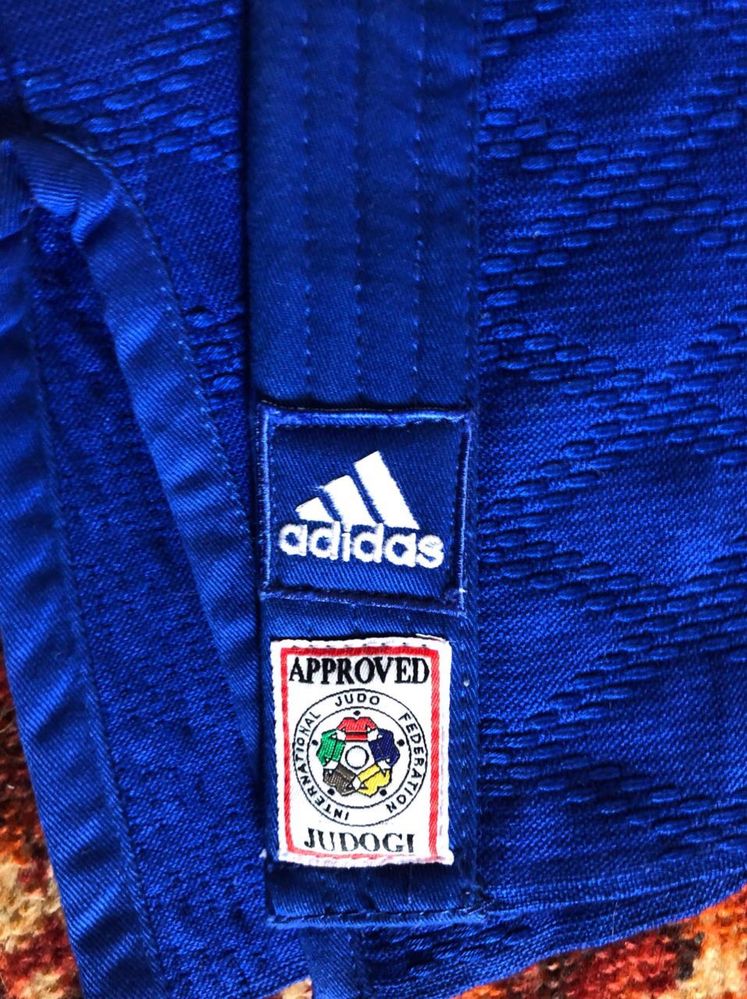 adidas
APPROVED
INTERNATIONAL JUDO FEDERATION
JUDOGI